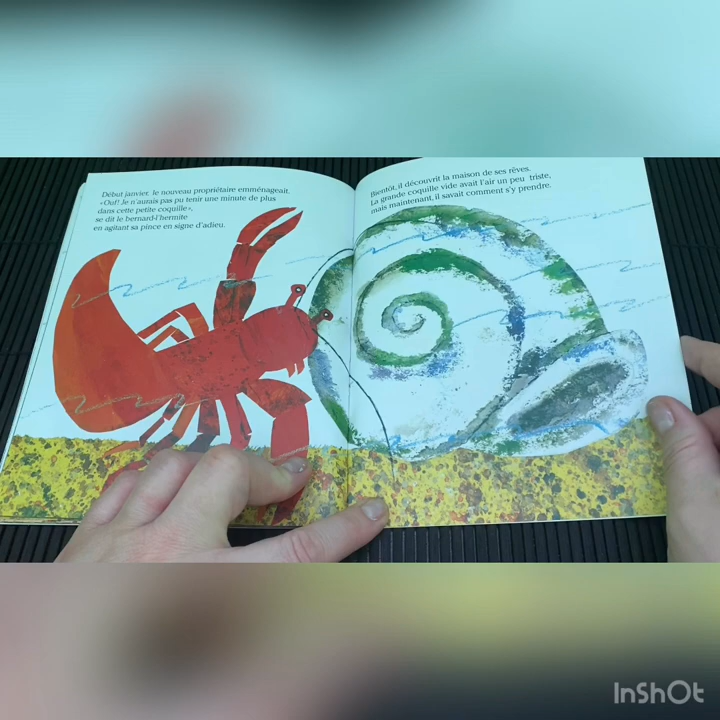 Début janvier, le nouveau propriétaire emménageait.
«Ouf! Je n'aurais pas pu tenir une minute de plus
dans cette petite coquille»,
se dit le bernard-l'hermite
en agitant sa pince en signe d'adieu.
Bientôt, il découvrit la maison de ses rêves.
La grande coquille vide avait l'air un peu triste,
mais maintenant, il savait comment s'y prendre.
InShOt